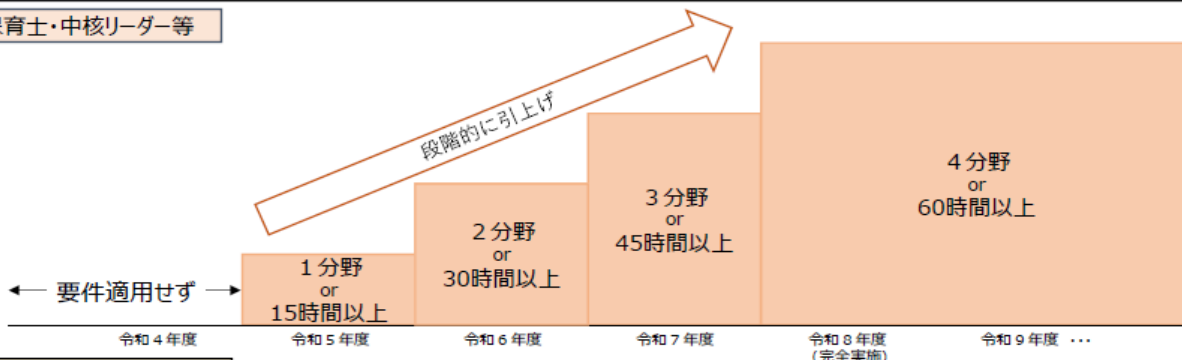 育士・中核リーダー等
段階的に引上げ
4分野
or
60時間以上
3分野
or
45時間以上
2分野
or
30時間以上
1分野
or
15時間以上
要件適用せず
令和4年度
令和5年度
令和6年度
令和7年度
令和8年度
(完全実施)
令和9年度 …